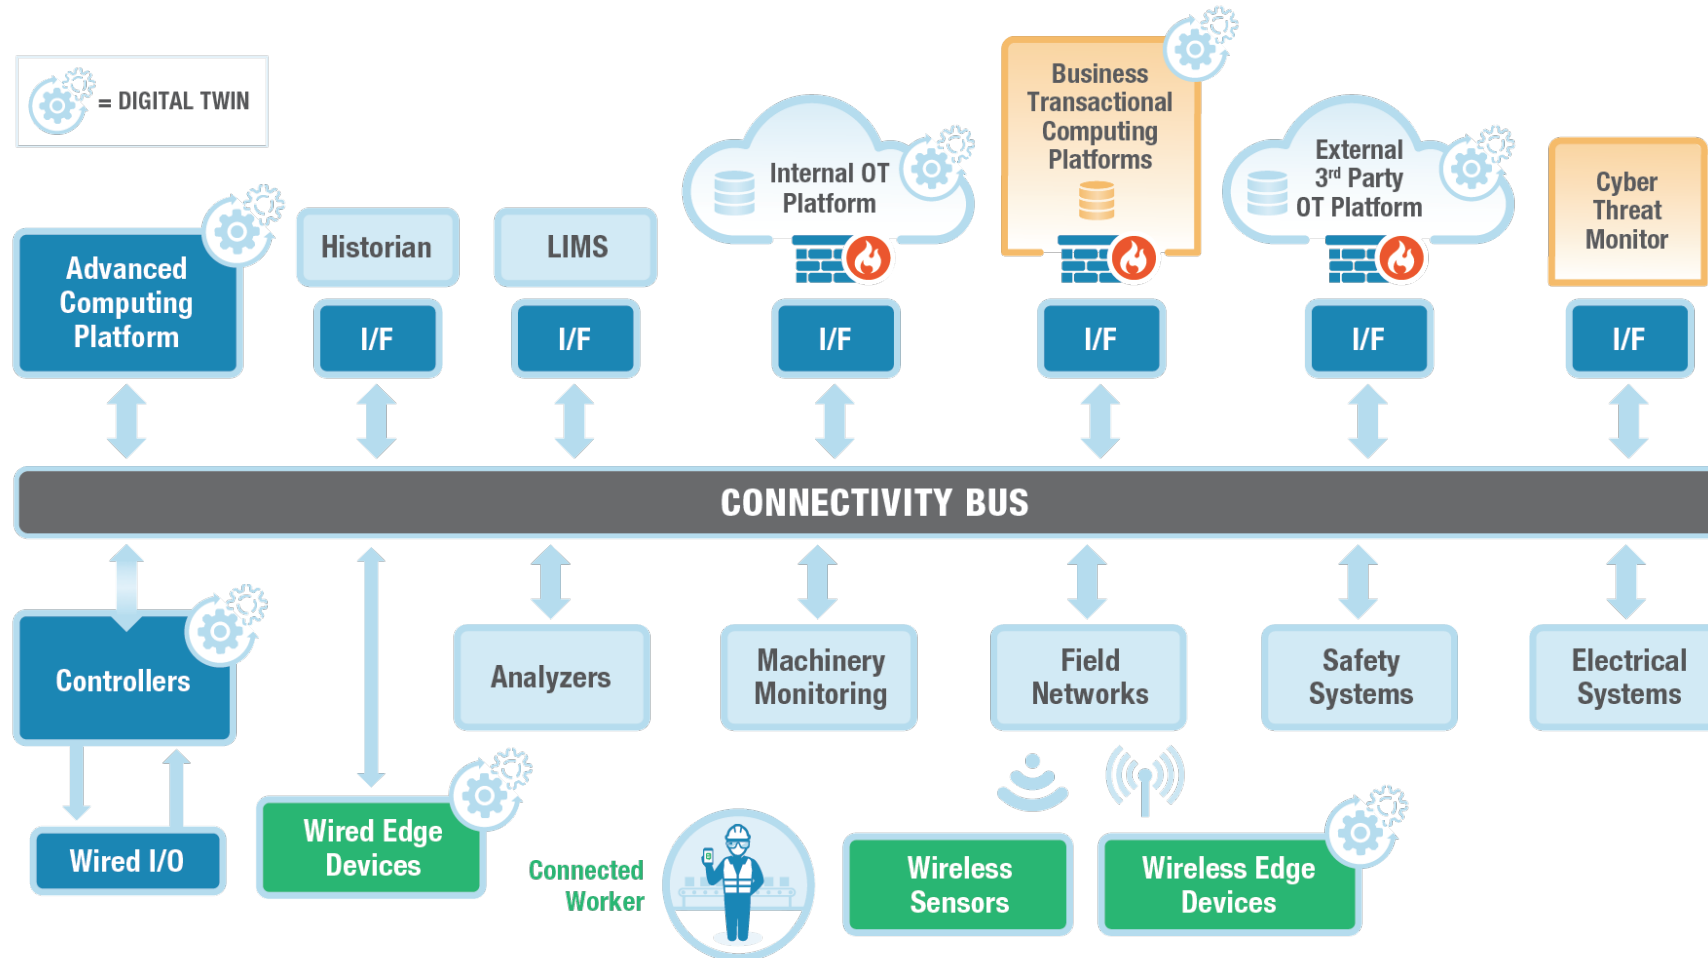 = DIGITAL TWIN
Advanced
Computing
Platform
Historian
I/F
LIMS
I/F
Internal OT
Platform
I/F
Business
Transactional
Computing
Platforms
I/F
External
3rd Party
OT Platform
I/F
Cyber
Threat
Monitor
I/F
CONNECTIVITY BUS
Controllers
Wired I/O
Wired Edge
Devices
Analyzers
Machinery
Monitoring
Field
Networks
Safety
Systems
Electrical
Systems
Connected
Worker
Wireless
Sensors
Wireless Edge
Devices